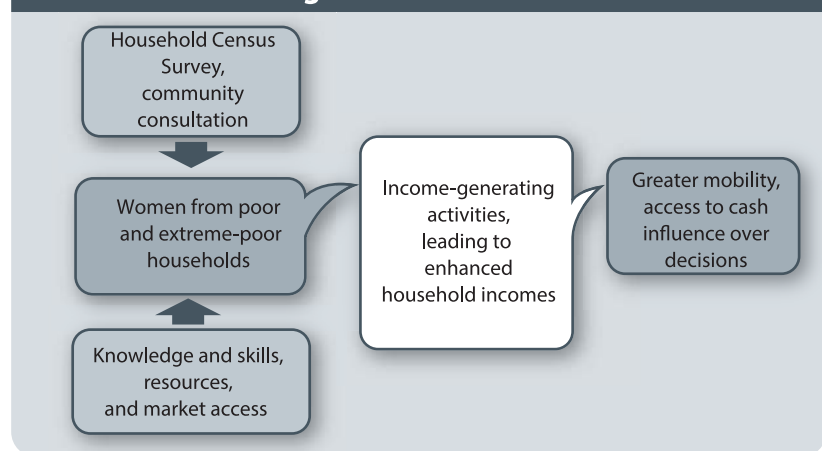 Household Census
Survey,
community
consultation
Women from poor
and extreme-poor
households
Knowledge and skills,
resources,
and market access
Income-generating
activities,
leading to
enhanced
household incomes
Greater mobility,
access to cash
influence over
decisions